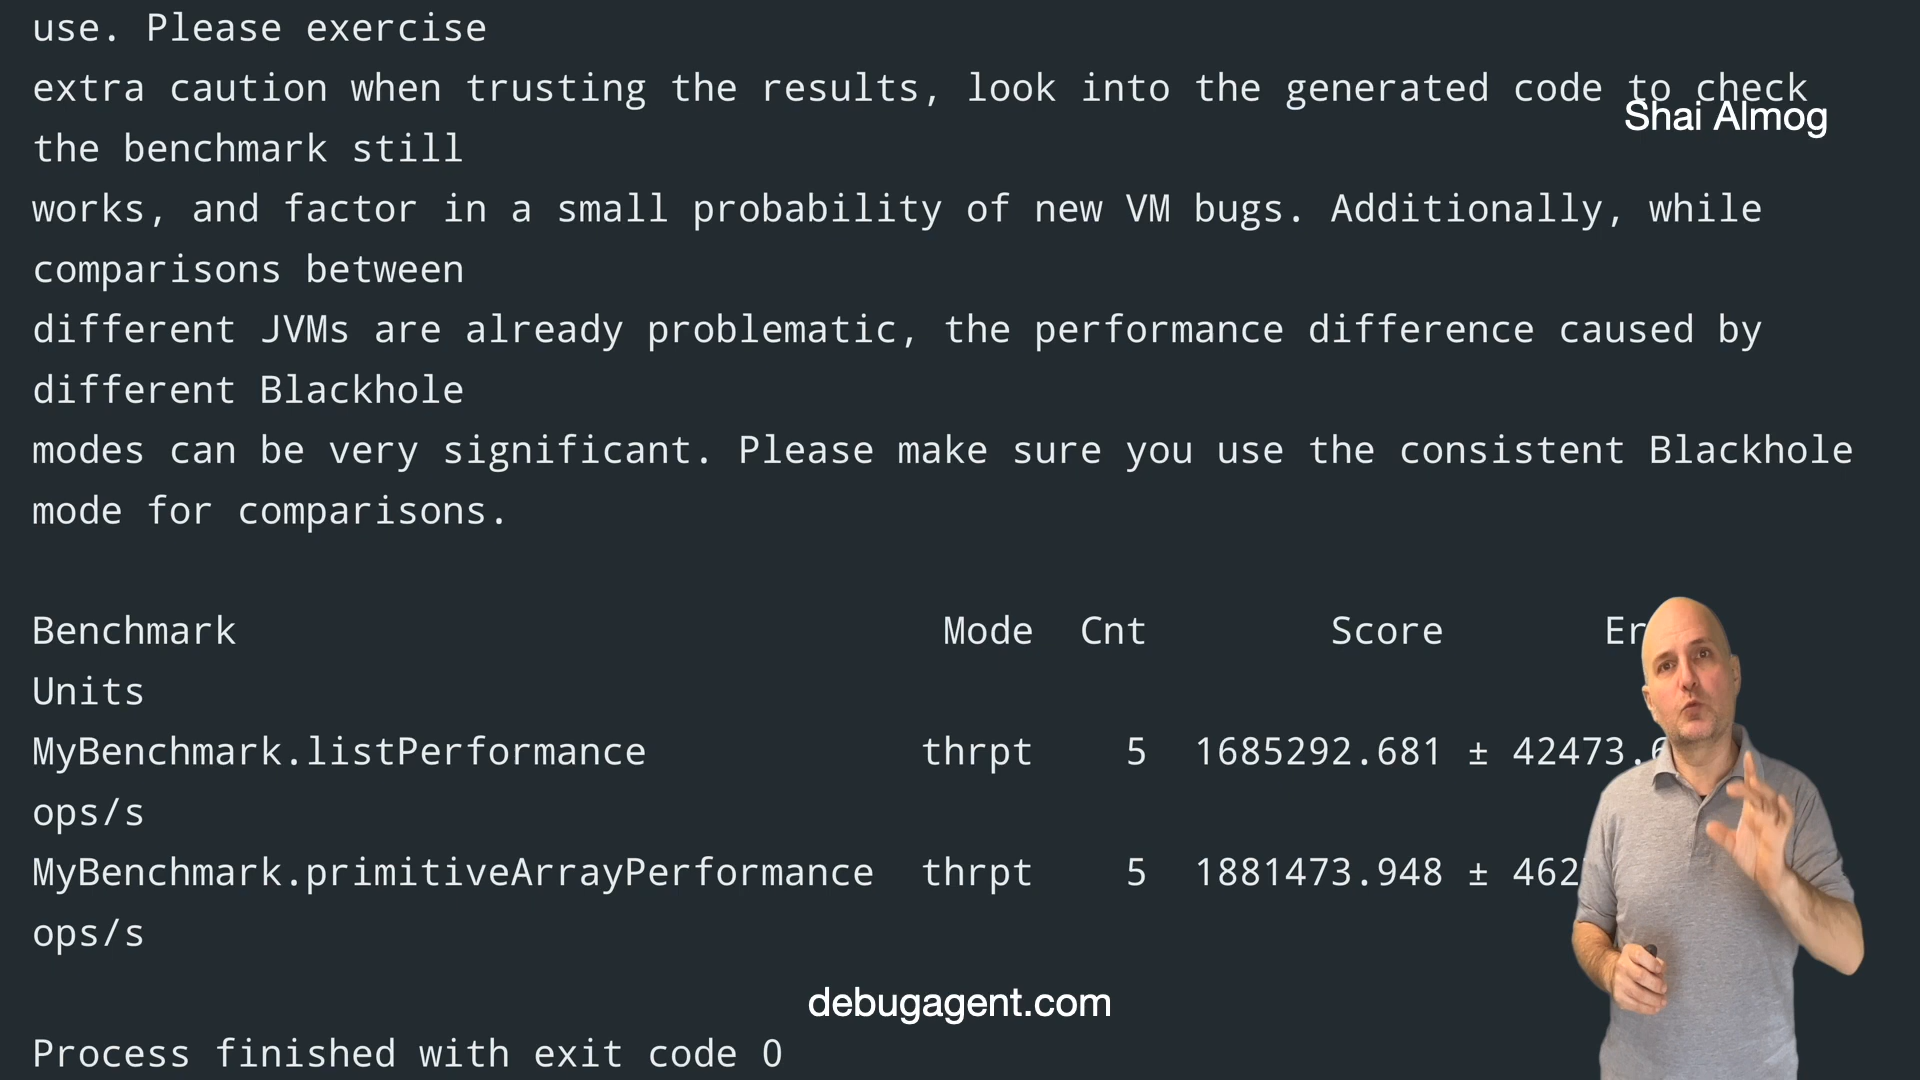 use. Please exercise
extra caution when trusting the results, look into the generated code to check
Shai Almog
the benchmark still
works, and factor in a small probability of new VM bugs. Additionally, while
comparisons between
different JVMs are already problematic, the performance difference caused by
different Blackhole
modes can be very significant. Please make sure you use the consistent Blackhole
mode for comparisons.
Benchmark Mode Cnt Score
Units
MyBenchmark.listPerformance thrpt 5 1685292.681 ± 42473.
ops/s
MyBenchmark.primitiveArrayPerformance thrpt 5 1881473.948 ± 462
ops/s
debugagent.com
Process finished with exit code 0